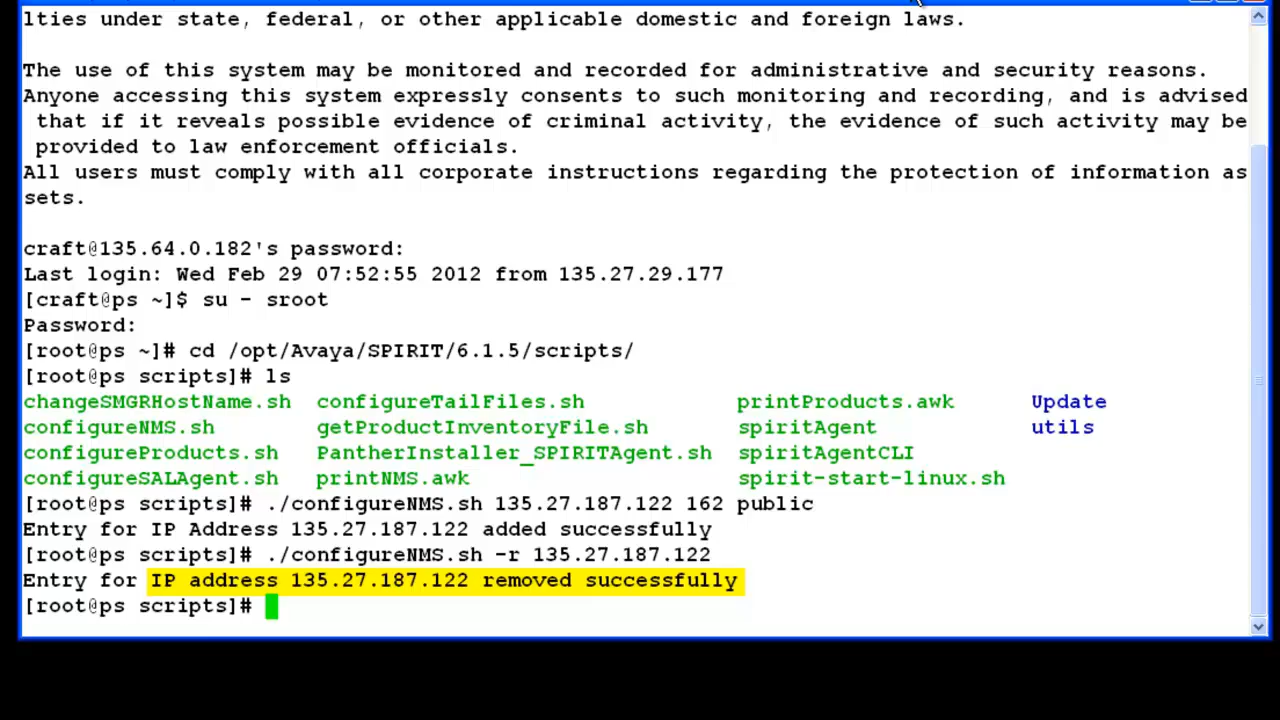 lties under state, federal, or other applicable domestic and foreign laws.
The use of this system may be monitored and recorded for administrative and security reasons.
Anyone accessing this system expressly consents to such monitoring and recording, and is advised
that if it reveals possible evidence of criminal activity, the evidence of such activity may be
provided to law enforcement officials.
All users must comply with all corporate instructions regarding the protection of information as
sets.
craft@135.64.0.182's password:
Last login: Wed Feb 29 07:52:55 2012 from 135.27.29.177
[craft@ps ~]$ su - sroot
Password:
[root@ps ~]# cd /opt/Avaya/SPIRIT/6.1.5/scripts/
[root@ps scripts]# ls
changeSMGRHostName.sh configureTailFiles.sh printProducts.awk Update
configureNMS.sh getProductInventoryFile.sh spiritAgent utils
configureProducts.sh PantherInstaller_SPIRITAgent.sh spiritAgentCLI
configureSALAgent.sh printNMS.awk spirit-start-linux.sh
[root@ps scripts]# ./configureNMS.sh 135.27.187.122 162 public
Entry for IP Address 135.27.187.122 added successfully
[root@ps scripts]# ./configureNMS.sh -r 135.27.187.122
Entry for IP address 135.27.187.122 removed successfully
[root@ps scripts]#